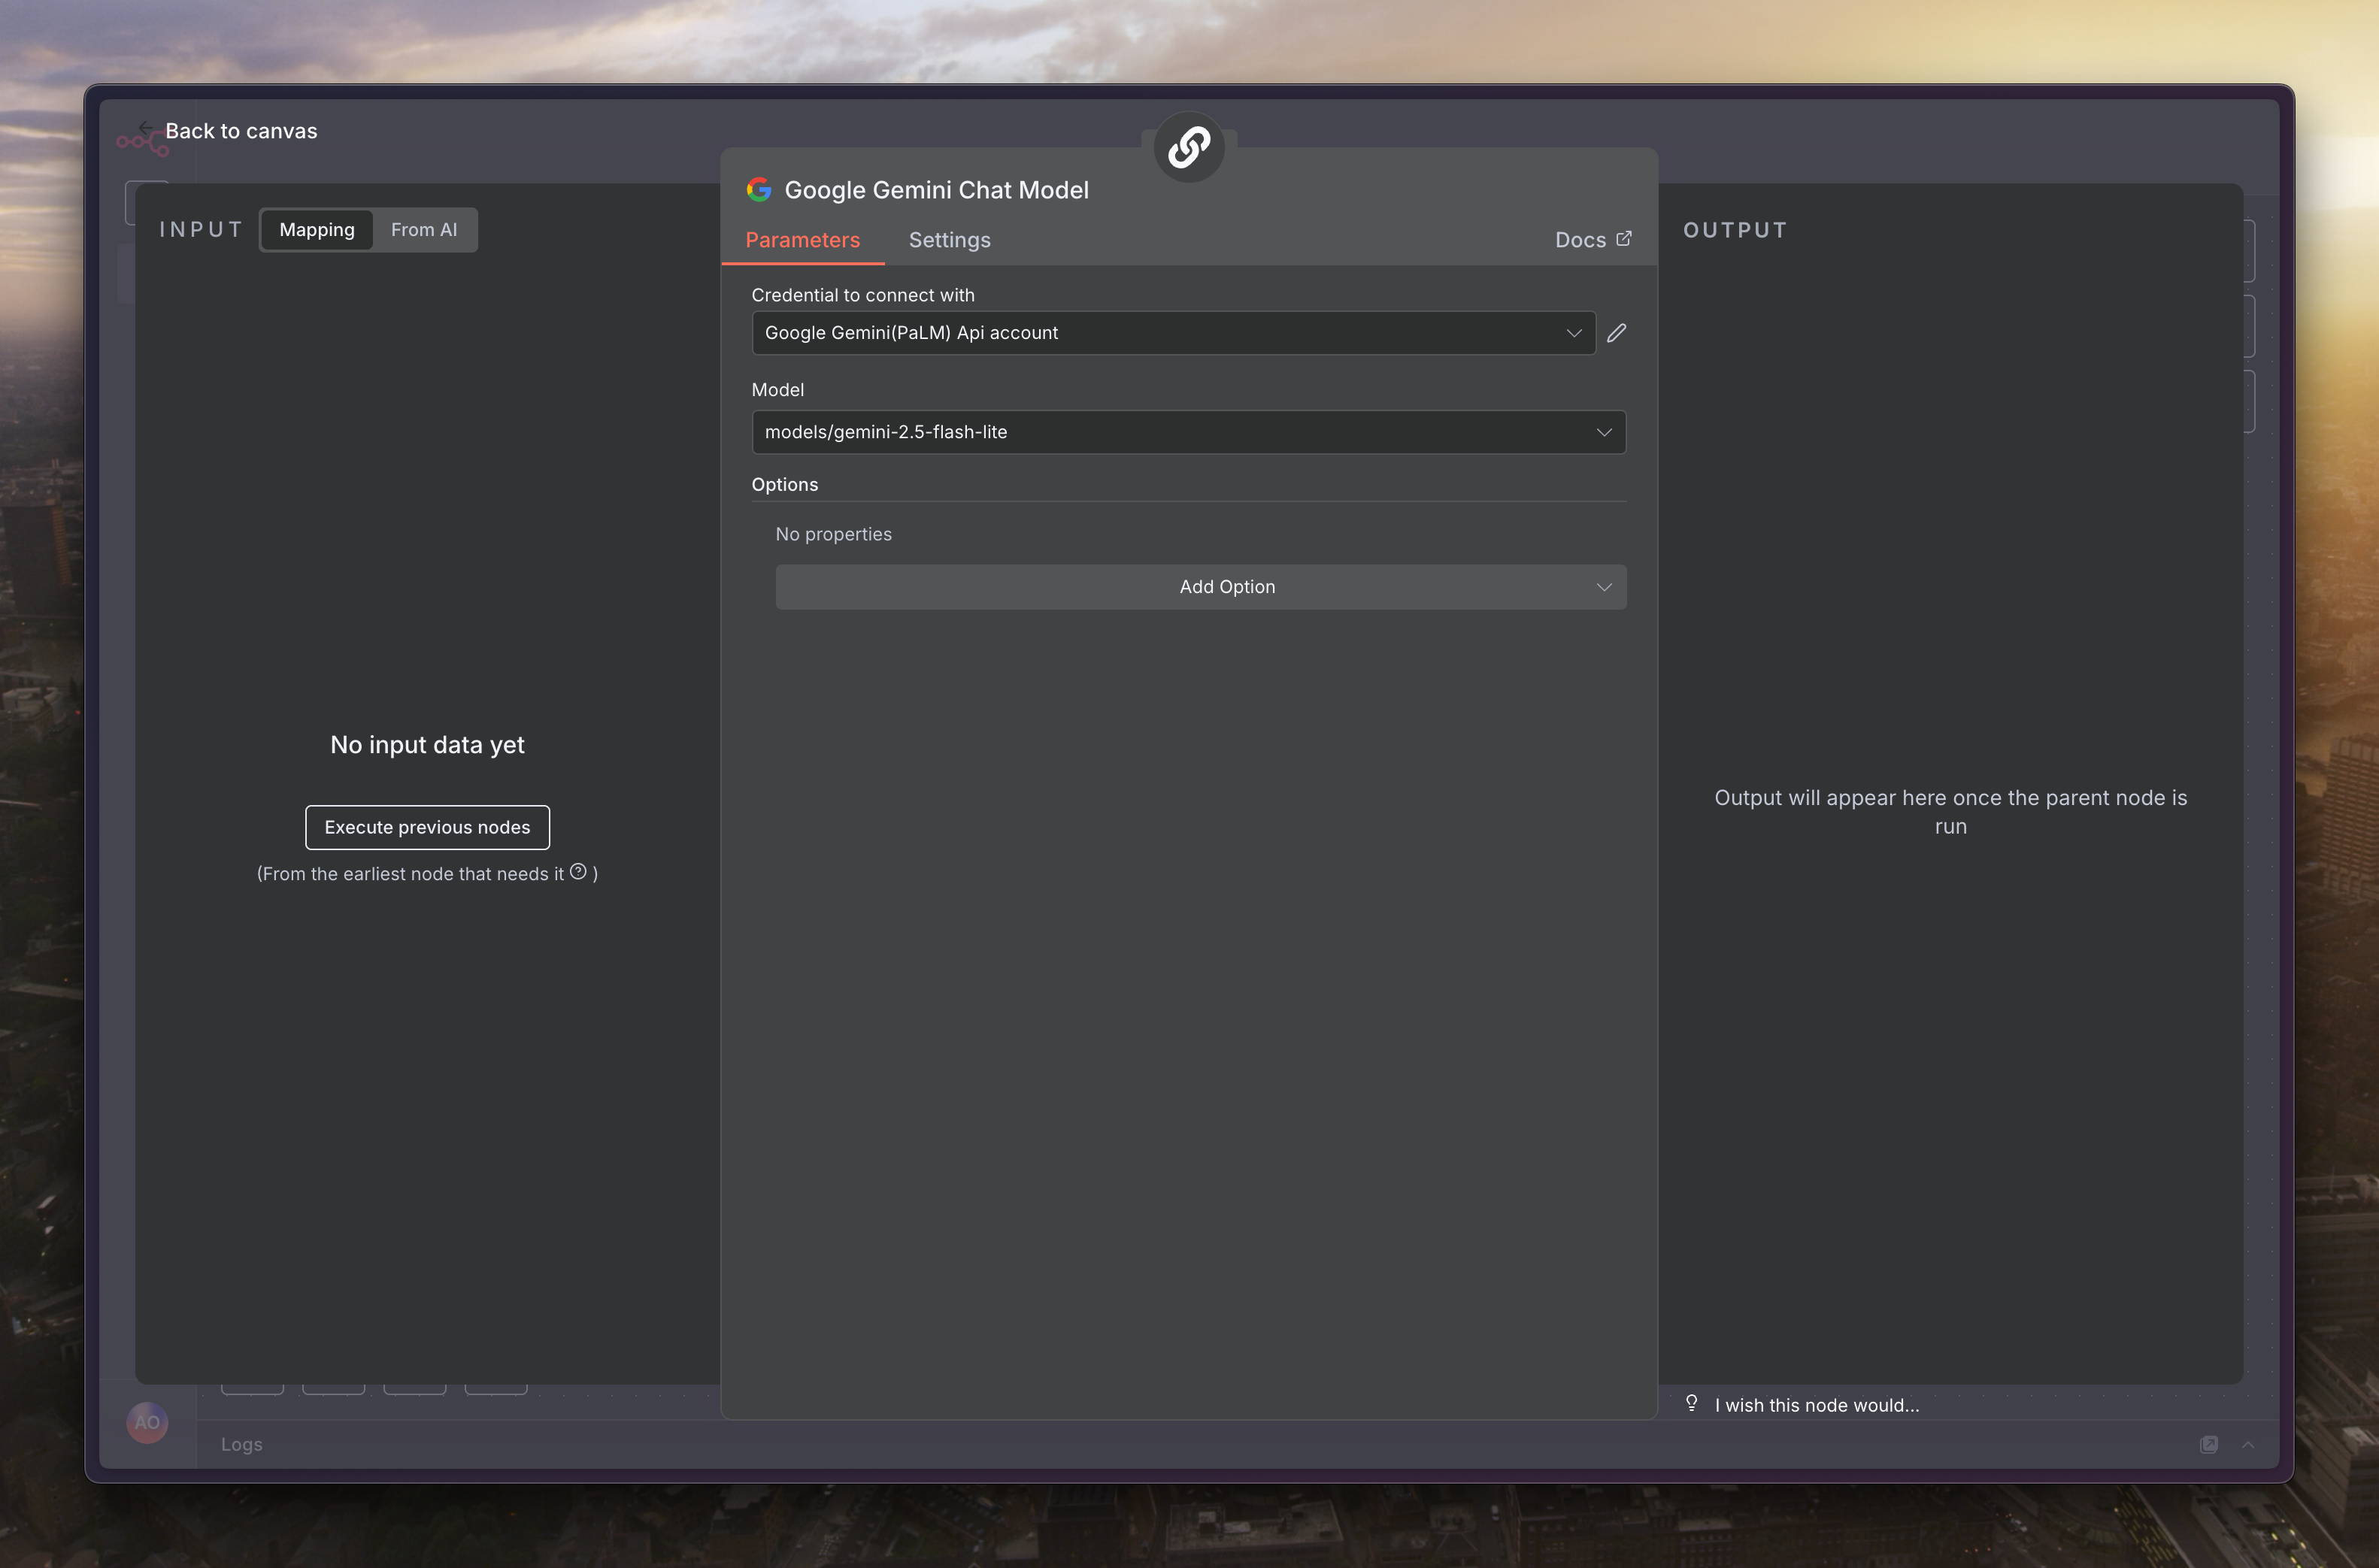 Back to canvas
INPUT
Mapping
From AI
No input data yet
Execute previous nodes
(From the earliest node that needs it ? )
Google Gemini Chat Model
Parameters
Settings
Docs
Credential to connect with
Google Gemini(PaLM) Api account
Model
models/gemini-2.5-flash-lite
Options
No properties
Add Option
OUTPUT
Output will appear here once the parent node is
run
I wish this node would...
AO
Logs